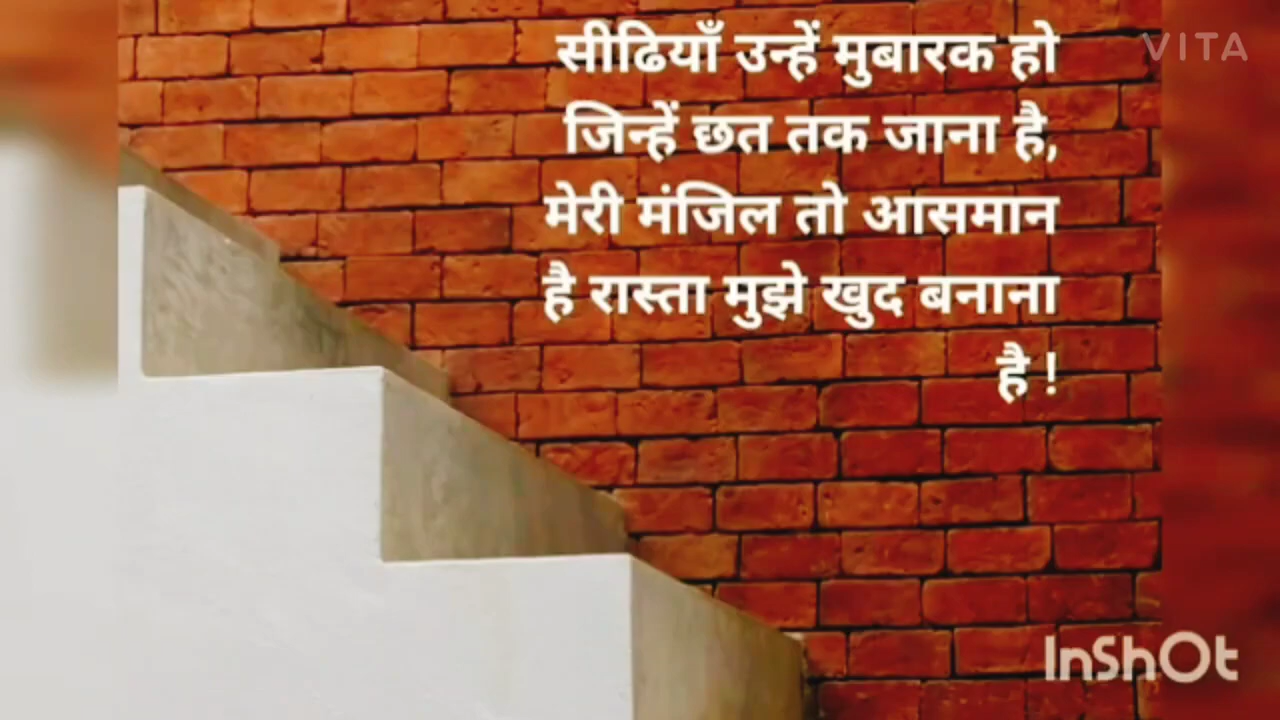 सीढियाँ उन्हें मुबारक हो
जिन्हें छत तक जाना है,
मेरी मंजिल तो आसमान
है रास्ता मुझे खुद बनाना
है !
VITA
InShOt